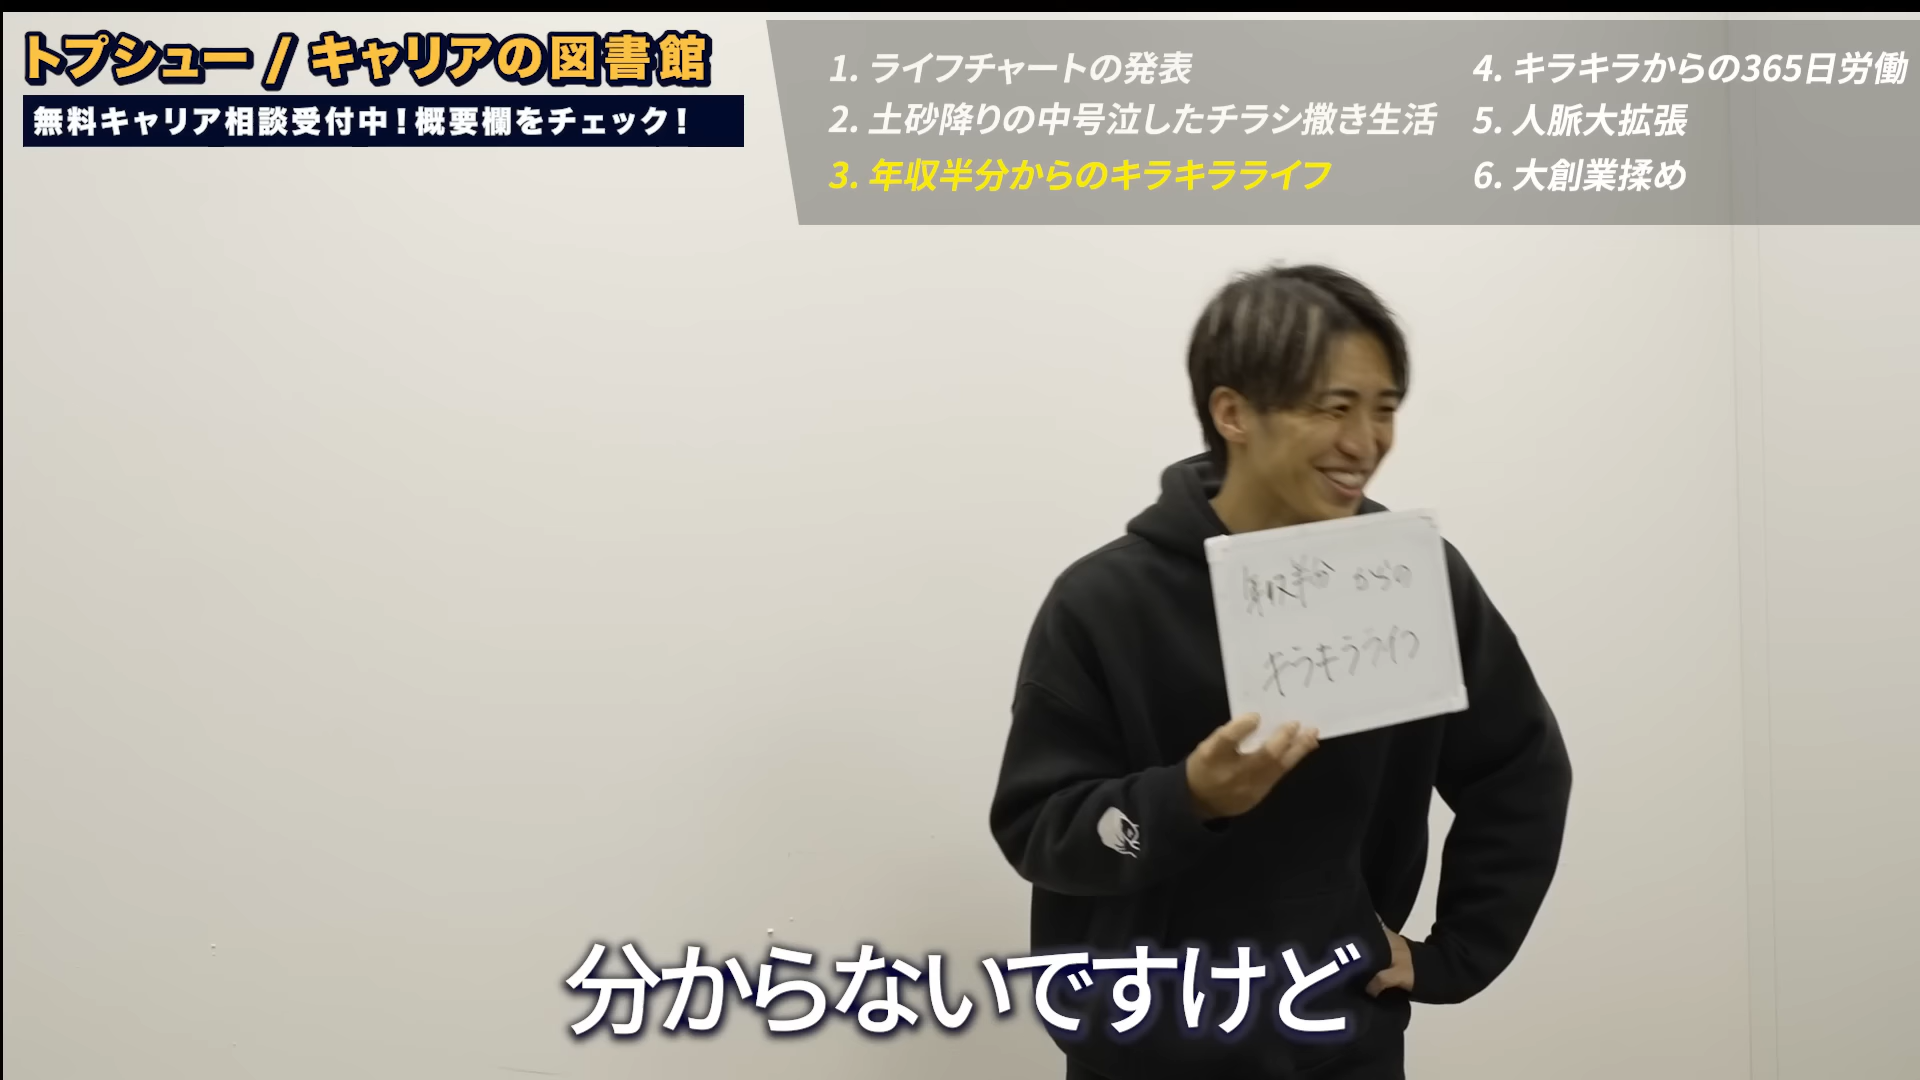 トプシュー / キャリアの図書館
無料キャリア相談受付中！概要欄をチェック！
1. ライフチャートの発表
2. 土砂降りの中号泣したチラシ撒き生活
3. 年収半分からのキラキラライフ
4. キラキラからの365日労働
5. 人脈大拡張
6. 大創業揉め
年収半分からの
キラキラライフ
分からないですけど